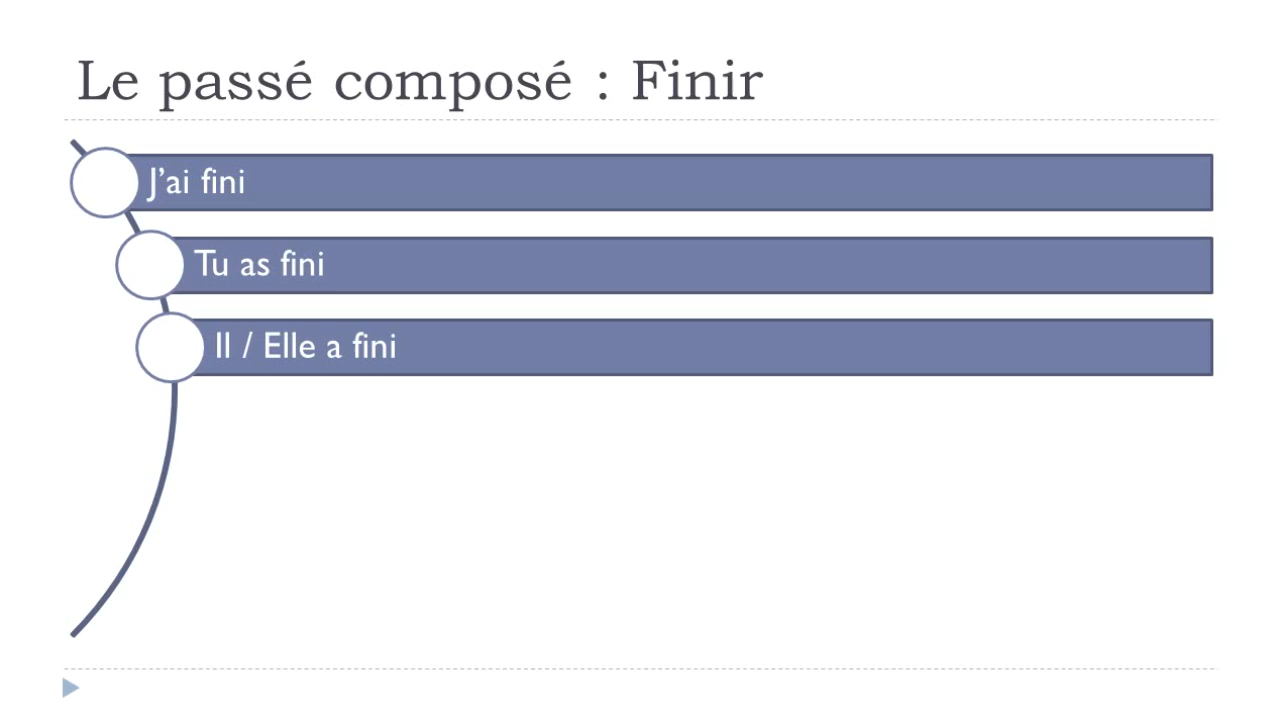 Le passé composé : Finir
J’ai fini
Tu as fini
Il / Elle a fini